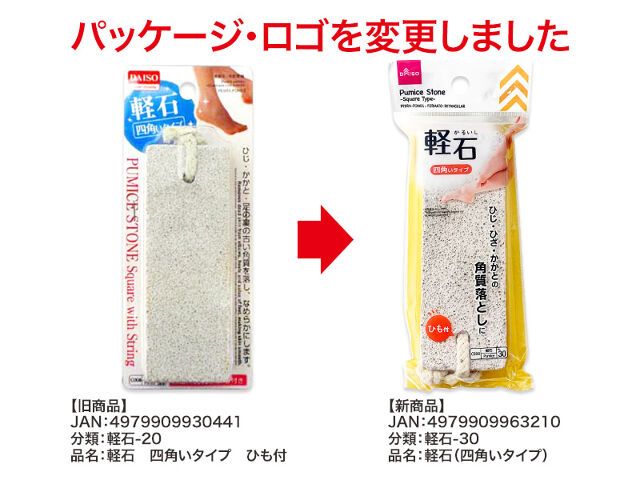 パッケージ・ロゴを変更しました
DAISO
軽石
四角いタイプ
PUMICE STONE Square with String
ひじ・かかと・足の裏の古い角質を落し、なめらかにします。
DAISO
Pumice Stone
-Square Type-
かるいし
軽石
四角いタイプ
ひじ・ひざ・かかとの
角質落としに
ひも付
30
【旧商品】
JAN:4979909930441
分類:軽石-20
品名:軽石 四角いタイプ ひも付
【新商品】
JAN:4979909963210
分類:軽石-30
品名:軽石(四角いタイプ)